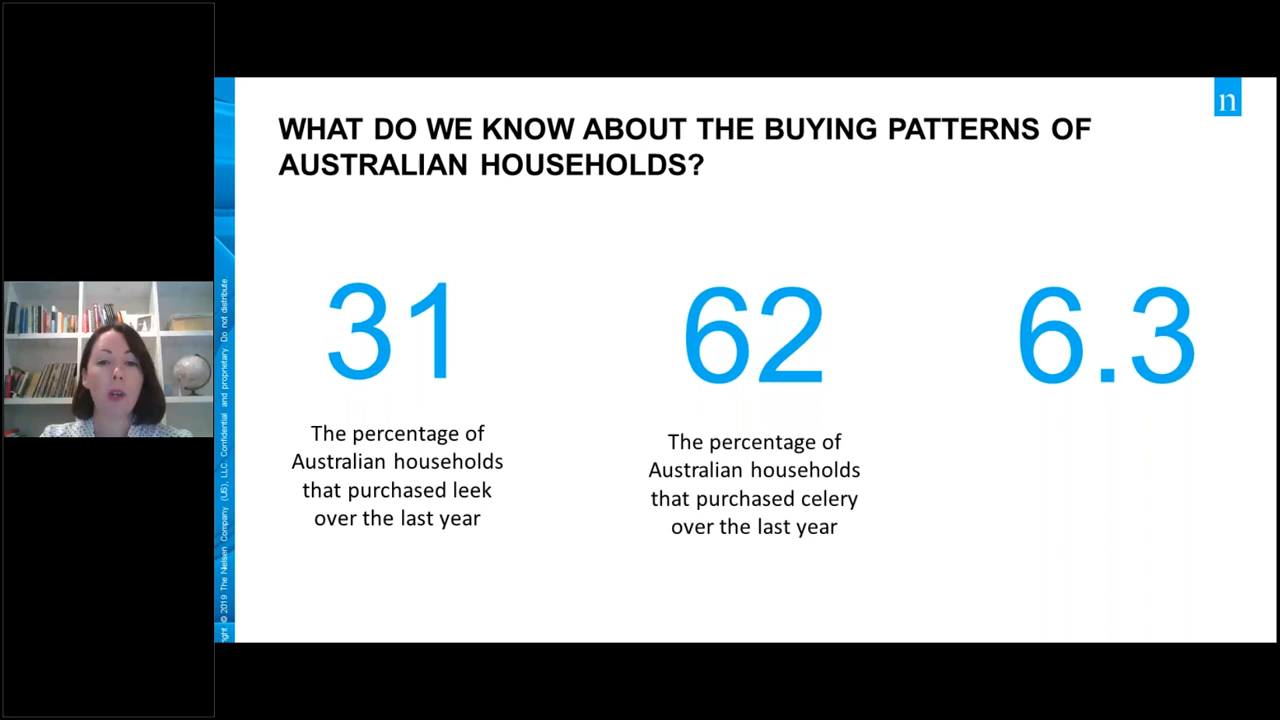 WHAT DO WE KNOW ABOUT THE BUYING PATTERNS OF
AUSTRALIAN HOUSEHOLDS?
n
31
The percentage of
Australian households
that purchased leek
over the last year
62
The percentage of
Australian households
that purchased celery
over the last year
6.3
ght © 2019 The Nielsen Company (US), LLC. Confidential and proprietary. Do not distribute.